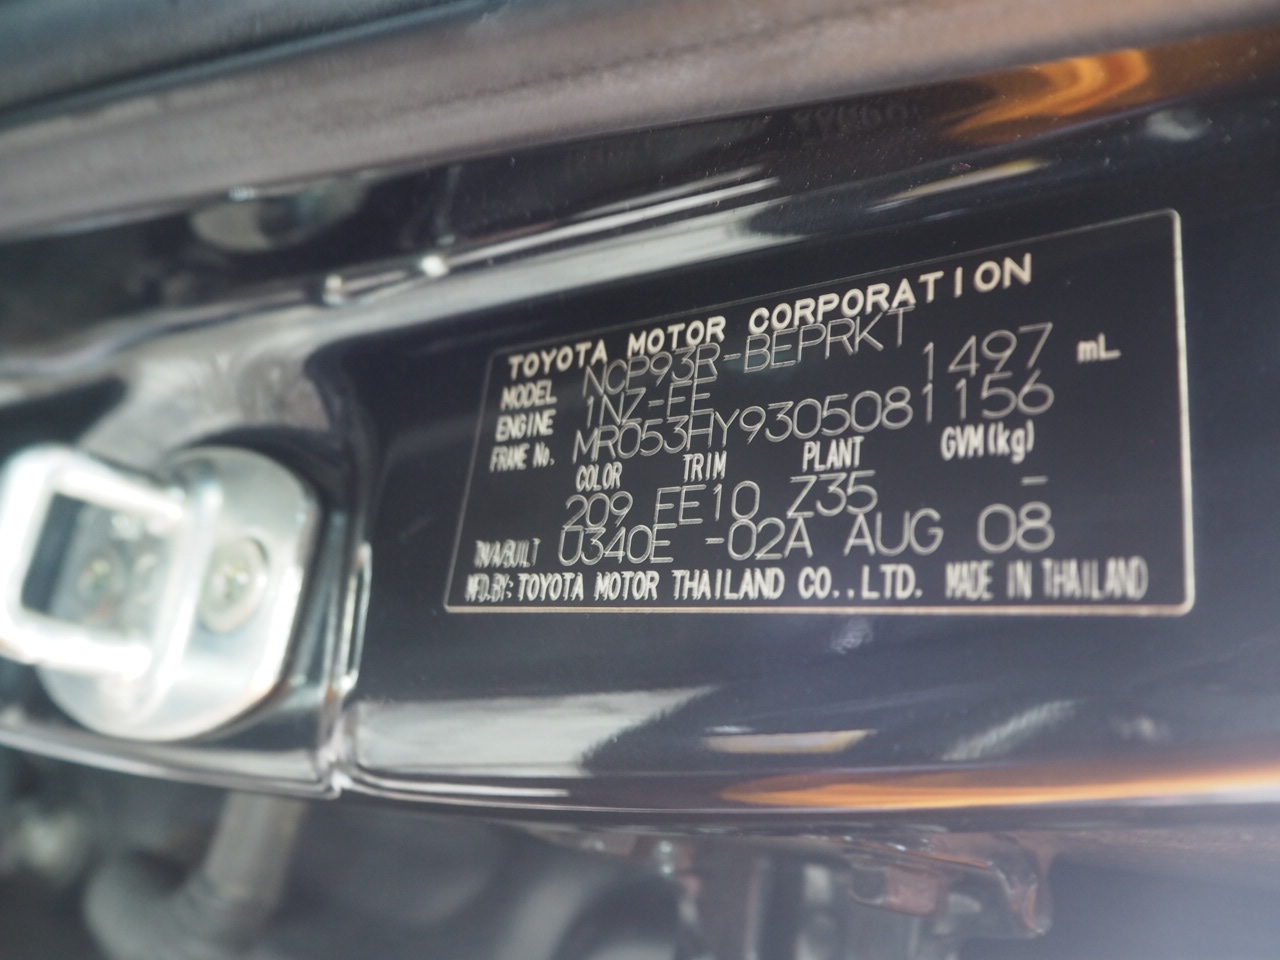 TOYOTA MOTOR CORPORATION
MODEL NCP93R-BEPRKT
ENGINE 1NZ-FE 1497 mL
FRAME No. MR053HY9305081156
COLOR TRIM PLANT GVM(kg)
209 FE10 Z35 -
TM/A/BUILT U340E -02A AUG 08
MFD.BY: TOYOTA MOTOR THAILAND CO.,LTD. MADE IN THAILAND